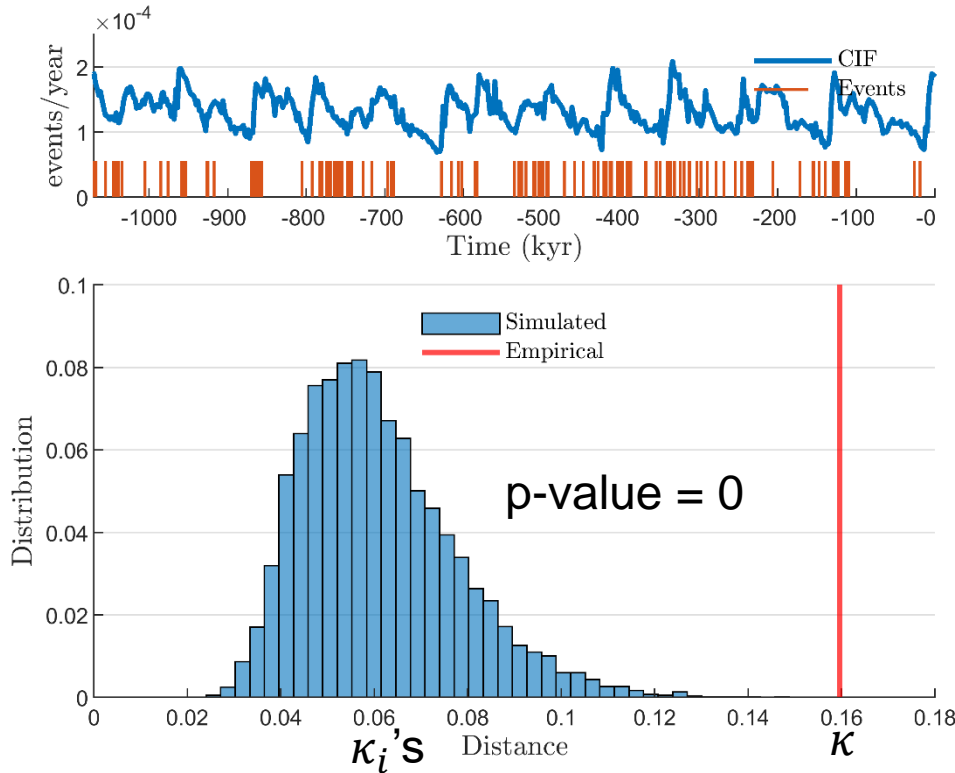 ×10⁻⁴
events/year
2
1
0
CIF
Events
-1000 -900 -800 -700 -600 -500 -400 -300 -200 -100 -0
Time (kyr)
Distribution
0.1
0.08
0.06
0.04
0.02
0
Simulated
Empirical
p-value = 0
0 0.02 0.04 0.06 0.08 0.1 0.12 0.14 0.16 0.18
κᵢ's Distance κ